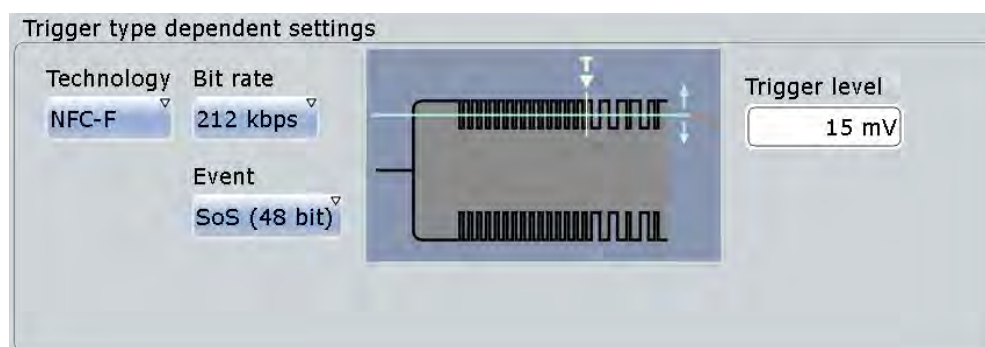 Trigger type dependent settings
Technology Bit rate
NFC-F 212 kbps
T
Trigger level
15 mV
Event
SoS (48 bit)